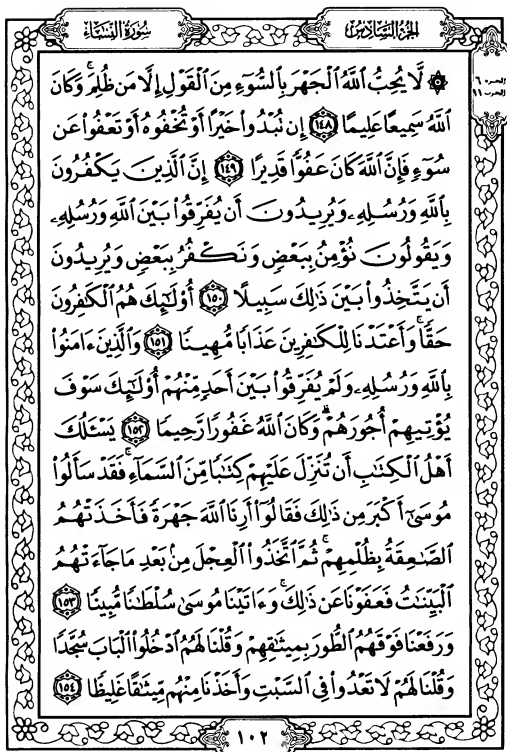 الجزء السادس
سورة النساء
الحزب ١١
۞ لَّا يُحِبُّ ٱللَّهُ ٱلْجَهْرَ بِٱلسُّوٓءِ مِنَ ٱلْقَوْلِ إِلَّا مَن ظُلِمَ ۚ وَكَانَ
ٱللَّهُ سَمِيعًا عَلِيمًا ١٤٨ إِن تُبْدُوا۟ خَيْرًا أَوْ تُخْفُوهُ أَوْ تَعْفُوا۟ عَن
سُوٓءٍ فَإِنَّ ٱللَّهَ كَانَ عَفُوًّا قَدِيرًا ١٤٩ إِنَّ ٱلَّذِينَ يَكْفُرُونَ
بِٱللَّهِ وَرُسُلِهِۦ وَيُرِيدُونَ أَن يُفَرِّقُوا۟ بَيْنَ ٱللَّهِ وَرُسُلِهِۦ
وَيَقُولُونَ نُؤْمِنُ بِبَعْضٍ وَنَكْفُرُ بِبَعْضٍ وَيُرِيدُونَ
أَن يَتَّخِذُوا۟ بَيْنَ ذَٰلِكَ سَبِيلًا ١٥٠ أُو۟لَٰٓئِكَ هُمُ ٱلْكَٰفِرُونَ
حَقًّا ۚ وَأَعْتَدْنَا لِلْكَٰفِرِينَ عَذَابًا مُّهِينًا ١٥١ وَٱلَّذِينَ ءَامَنُوا۟
بِٱللَّهِ وَرُسُلِهِۦ وَلَمْ يُفَرِّقُوا۟ بَيْنَ أَحَدٍ مِّنْهُمْ أُو۟لَٰٓئِكَ سَوْفَ
يُؤْتِيهِمْ أُجُورَهُمْ ۗ وَكَانَ ٱللَّهُ غَفُورًا رَّحِيمًا ١٥٢ يَسْـَٔلُكَ
أَهْلُ ٱلْكِتَٰبِ أَن تُنَزِّلَ عَلَيْهِمْ كِتَٰبًا مِّنَ ٱلسَّمَآءِ ۚ فَقَدْ سَأَلُوا۟
مُوسَىٰٓ أَكْبَرَ مِن ذَٰلِكَ فَقَالُوٓا۟ أَرِنَا ٱللَّهَ جَهْرَةً فَأَخَذَتْهُمُ
ٱلصَّٰعِقَةُ بِظُلْمِهِمْ ۚ ثُمَّ ٱتَّخَذُوا۟ ٱلْعِجْلَ مِنۢ بَعْدِ مَا جَآءَتْهُمُ
ٱلْبَيِّنَٰتُ فَعَفَوْنَا عَن ذَٰلِكَ ۚ وَءَاتَيْنَا مُوسَىٰ سُلْطَٰنًا مُّبِينًا ١٥٣
وَرَفَعْنَا فَوْقَهُمُ ٱلطُّورَ بِمِيثَٰقِهِمْ وَقُلْنَا لَهُمُ ٱدْخُلُوا۟ ٱلْبَابَ سُجَّدًا
وَقُلْنَا لَهُمْ لَا تَعْدُوا۟ فِى ٱلسَّبْتِ وَأَخَذْنَا مِنْهُم مِّيثَٰقًا غَلِيظًا ١٥٤
١٠٢